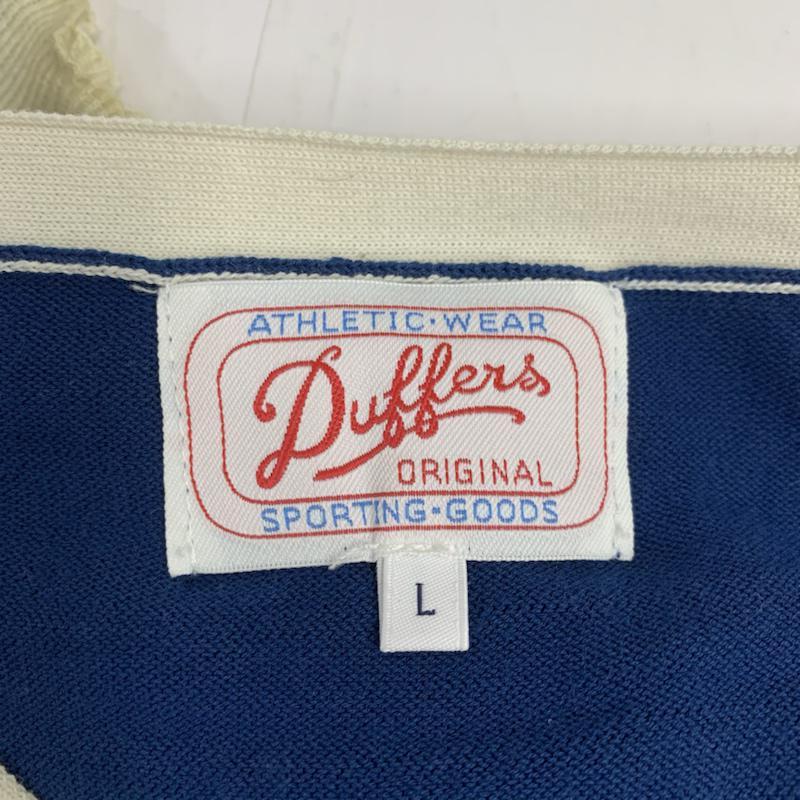 ATHLETIC·WEAR
Duffers
ORIGINAL
SPORTING-GOODS
L